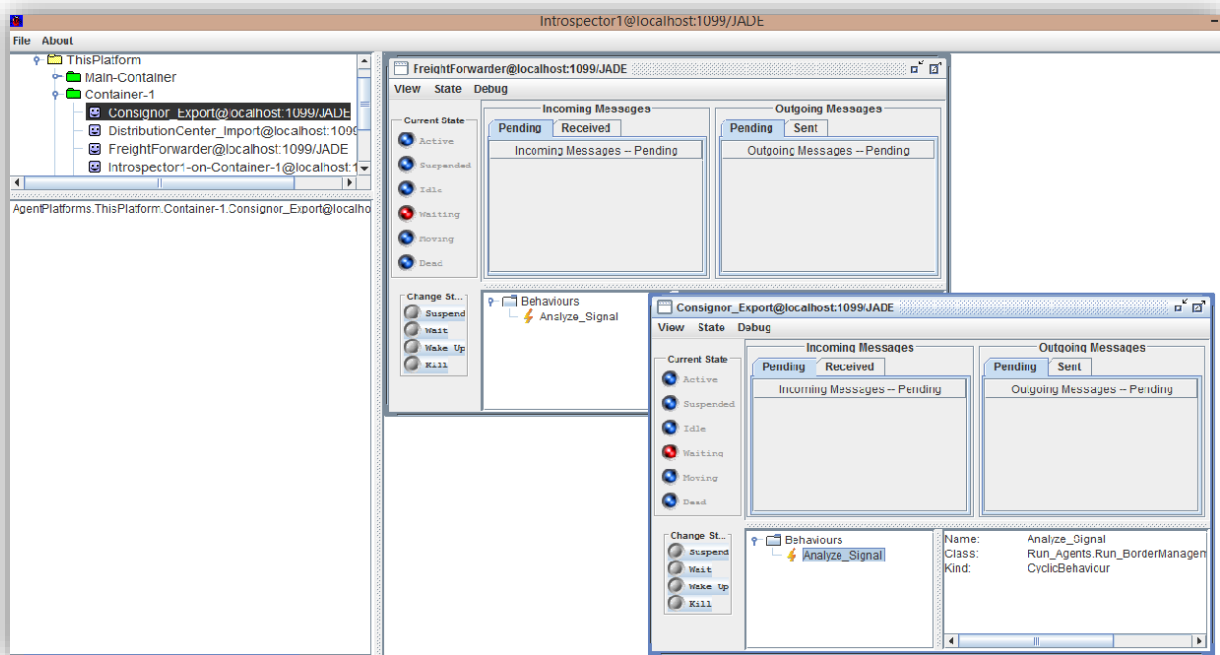 Introspector1@localhost:1099/JADE
File About
ThisPlatform
Main-Container
Container-1
Consignor_Export@localhost:1099/JADE
DistributionCenter_Import@localhost:1099
FreightForwarder@localhost:1099/JADE
Introspector1-on-Container-1@localhost:1
AgentPlatforms.ThisPlatform.Container-1.Consignor_Export@localho
FreightForwarder@localhost:1099/JADE
View State Debug
Current State
Active
Suspended
Idle
Waiting
Moving
Dead
Incoming Messages
Pending Received
Incoming Messages -- Pending
Outgoing Messages
Pending Sent
Outgoing Messages -- Pending
Change St...
Suspend
Wait
Wake Up
Kill
Behaviours
Analyze_Signal
Consignor_Export@localhost:1099/JADE
View State Debug
Current State
Active
Suspended
Idle
Waiting
Moving
Dead
Incoming Messages
Pending Received
Incoming Messages -- Pending
Outgoing Messages
Pending Sent
Outgoing Messages -- Pending
Change St...
Suspend
Wait
Wake Up
Kill
Behaviours
Analyze_Signal
Name: Analyze_Signal
Class: Run_Agents.Run_BorderManagem
Kind: CyclicBehaviour